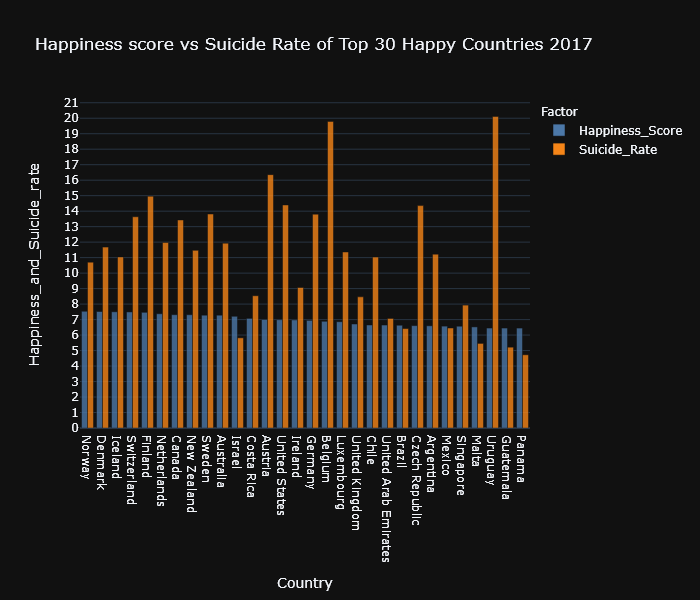 Happiness score vs Suicide Rate of Top 30 Happy Countries 2017
21
20
19
18
17
16
15
14
13
12
11
10
9
8
7
6
5
4
3
2
1
0
Happiness_and_Suicide_rate
Norway
Denmark
Iceland
Switzerland
Finland
Netherlands
Canada
New Zealand
Sweden
Australia
Israel
Costa Rica
Austria
United States
Ireland
Germany
Belgium
Luxembourg
United Kingdom
Chile
United Arab Emirates
Brazil
Czech Republic
Argentina
Mexico
Singapore
Malta
Uruguay
Guatemala
Panama
Country
Factor
Happiness_Score
Suicide_Rate